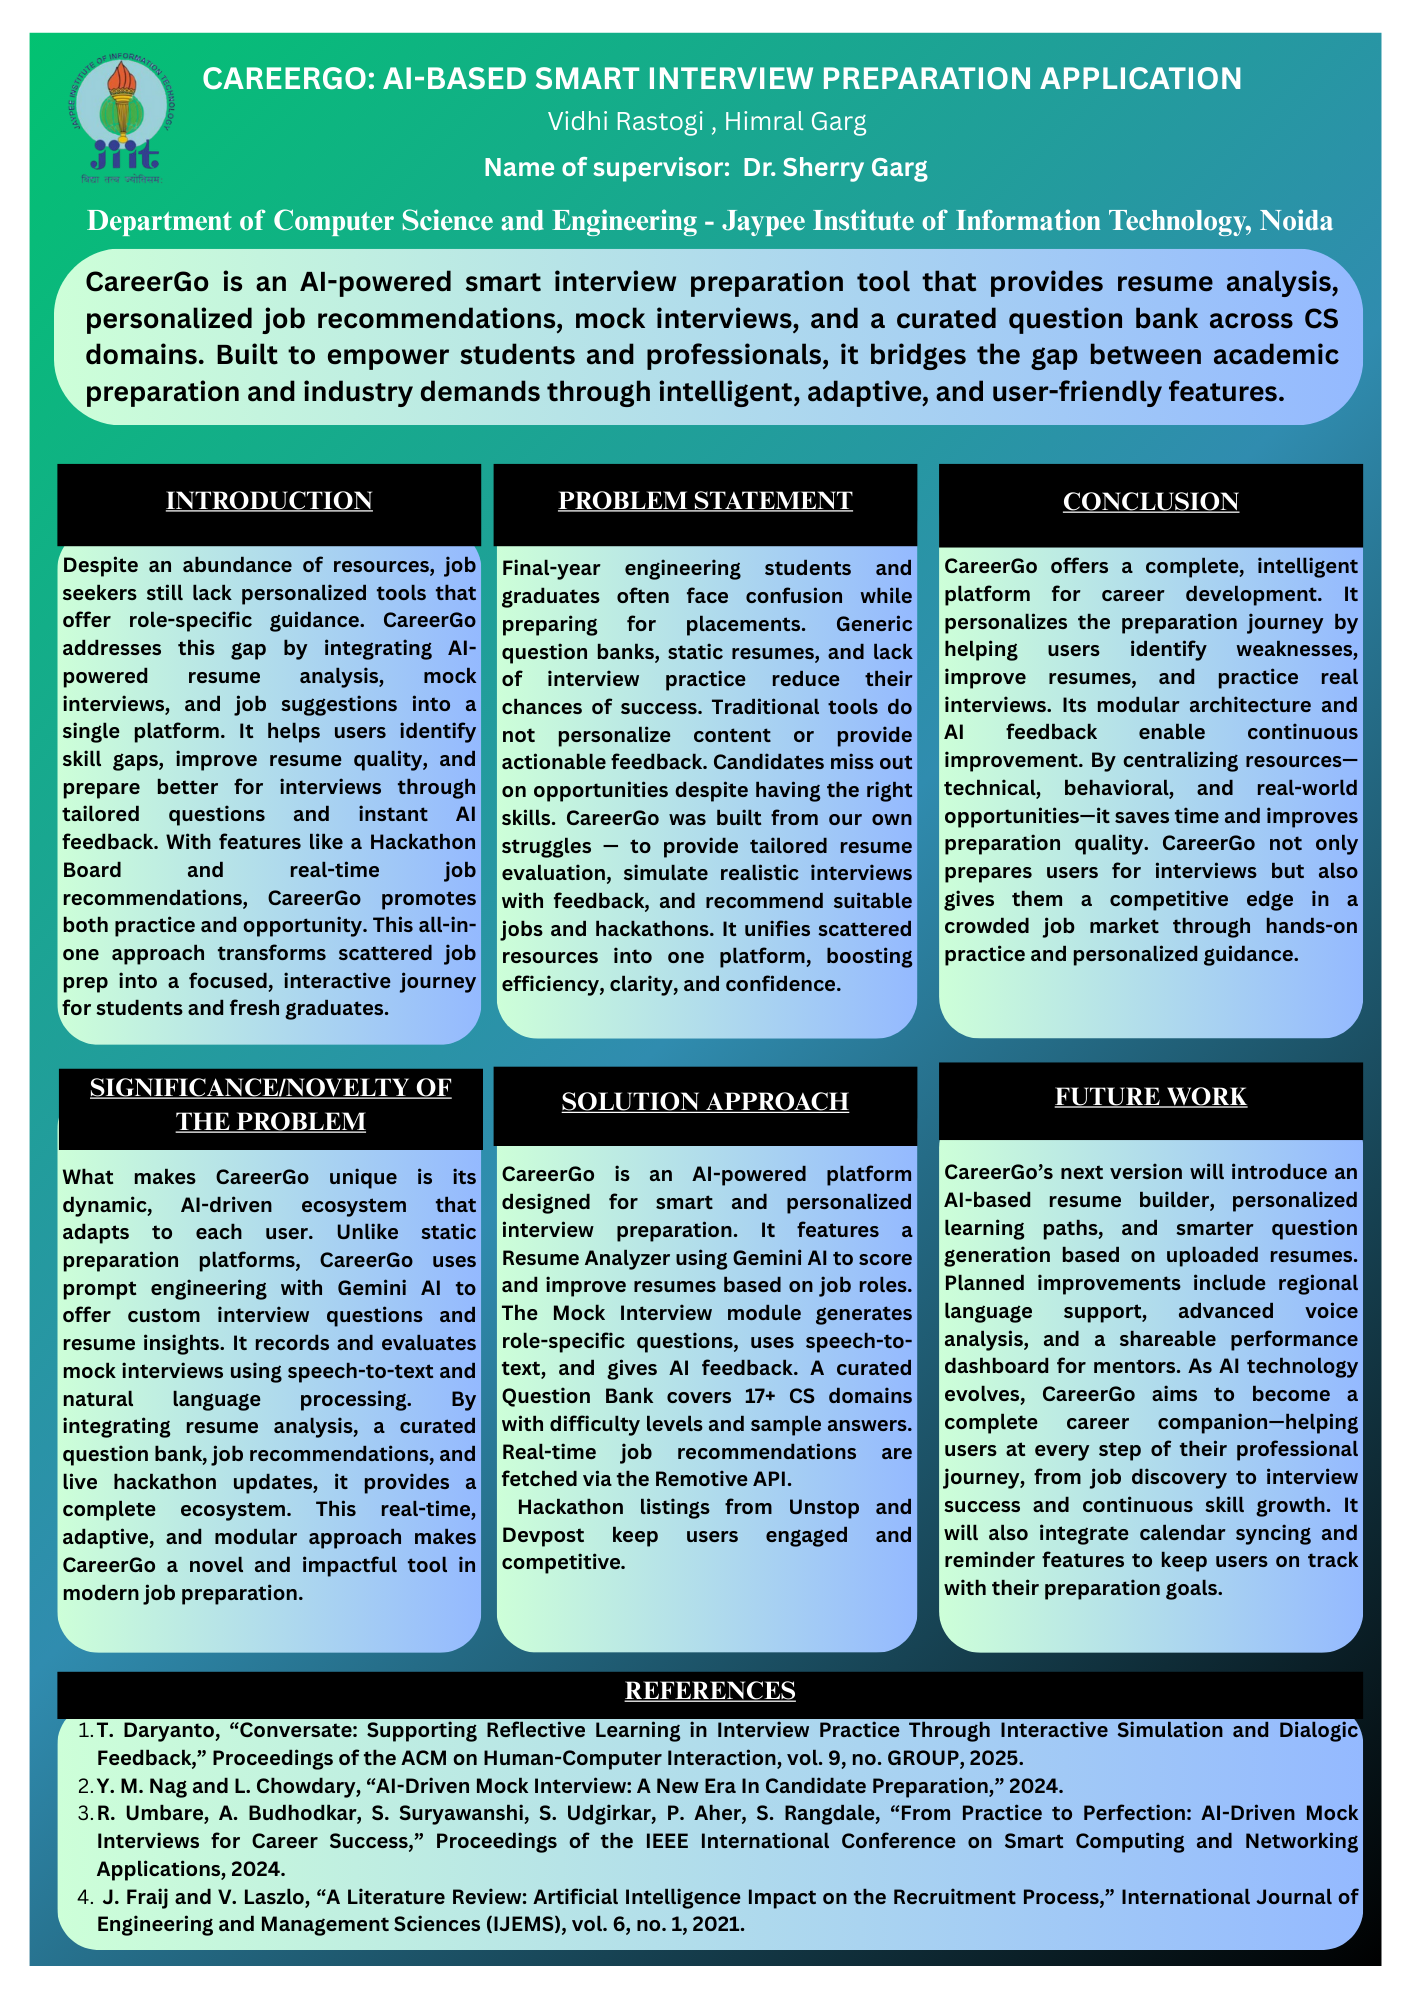 JAYPEE INSTITUTE OF INFORMATION TECHNOLOGY
jiit
विद्या तत्व ज्योतिसमः
CAREERGO: AI-BASED SMART INTERVIEW PREPARATION APPLICATION
Vidhi Rastogi , Himral Garg
Name of supervisor: Dr. Sherry Garg
Department of Computer Science and Engineering - Jaypee Institute of Information Technology, Noida
CareerGo is an AI-powered smart interview preparation tool that provides resume analysis,
personalized job recommendations, mock interviews, and a curated question bank across CS
domains. Built to empower students and professionals, it bridges the gap between academic
preparation and industry demands through intelligent, adaptive, and user-friendly features.
INTRODUCTION
Despite an abundance of resources, job
seekers still lack personalized tools that
offer role-specific guidance. CareerGo
addresses this gap by integrating AI-
powered resume analysis, mock
interviews, and job suggestions into a
single platform. It helps users identify
skill gaps, improve resume quality, and
prepare better for interviews through
tailored questions and instant AI
feedback. With features like a Hackathon
Board and real-time job
recommendations, CareerGo promotes
both practice and opportunity. This all-in-
one approach transforms scattered job
prep into a focused, interactive journey
for students and fresh graduates.
PROBLEM STATEMENT
Final-year engineering students and
graduates often face confusion while
preparing for placements. Generic
question banks, static resumes, and lack
of interview practice reduce their
chances of success. Traditional tools do
not personalize content or provide
actionable feedback. Candidates miss out
on opportunities despite having the right
skills. CareerGo was built from our own
struggles — to provide tailored resume
evaluation, simulate realistic interviews
with feedback, and recommend suitable
jobs and hackathons. It unifies scattered
resources into one platform, boosting
efficiency, clarity, and confidence.
CONCLUSION
CareerGo offers a complete, intelligent
platform for career development. It
personalizes the preparation journey by
helping users identify weaknesses,
improve resumes, and practice real
interviews. Its modular architecture and
AI feedback enable continuous
improvement. By centralizing resources—
technical, behavioral, and real-world
opportunities—it saves time and improves
preparation quality. CareerGo not only
prepares users for interviews but also
gives them a competitive edge in a
crowded job market through hands-on
practice and personalized guidance.
SIGNIFICANCE/NOVELTY OF
THE PROBLEM
What makes CareerGo unique is its
dynamic, AI-driven ecosystem that
adapts to each user. Unlike static
preparation platforms, CareerGo uses
prompt engineering with Gemini AI to
offer custom interview questions and
resume insights. It records and evaluates
mock interviews using speech-to-text and
natural language processing. By
integrating resume analysis, a curated
question bank, job recommendations, and
live hackathon updates, it provides a
complete ecosystem. This real-time,
adaptive, and modular approach makes
CareerGo a novel and impactful tool in
modern job preparation.
SOLUTION APPROACH
CareerGo is an AI-powered platform
designed for smart and personalized
interview preparation. It features a
Resume Analyzer using Gemini AI to score
and improve resumes based on job roles.
The Mock Interview module generates
role-specific questions, uses speech-to-
text, and gives AI feedback. A curated
Question Bank covers 17+ CS domains
with difficulty levels and sample answers.
Real-time job recommendations are
fetched via the Remotive API.
Hackathon listings from Unstop and
Devpost keep users engaged and
competitive.
FUTURE WORK
CareerGo’s next version will introduce an
AI-based resume builder, personalized
learning paths, and smarter question
generation based on uploaded resumes.
Planned improvements include regional
language support, advanced voice
analysis, and a shareable performance
dashboard for mentors. As AI technology
evolves, CareerGo aims to become a
complete career companion—helping
users at every step of their professional
journey, from job discovery to interview
success and continuous skill growth. It
will also integrate calendar syncing and
reminder features to keep users on track
with their preparation goals.
REFERENCES
1. T. Daryanto, “Conversate: Supporting Reflective Learning in Interview Practice Through Interactive Simulation and Dialogic
Feedback,” Proceedings of the ACM on Human-Computer Interaction, vol. 9, no. GROUP, 2025.
2. Y. M. Nag and L. Chowdary, “AI-Driven Mock Interview: A New Era In Candidate Preparation,” 2024.
3. R. Umbare, A. Budhodkar, S. Suryawanshi, S. Udgirkar, P. Aher, S. Rangdale, “From Practice to Perfection: AI-Driven Mock
Interviews for Career Success,” Proceedings of the IEEE International Conference on Smart Computing and Networking
Applications, 2024.
4. J. Fraij and V. Laszlo, “A Literature Review: Artificial Intelligence Impact on the Recruitment Process,” International Journal of
Engineering and Management Sciences (IJEMS), vol. 6, no. 1, 2021.